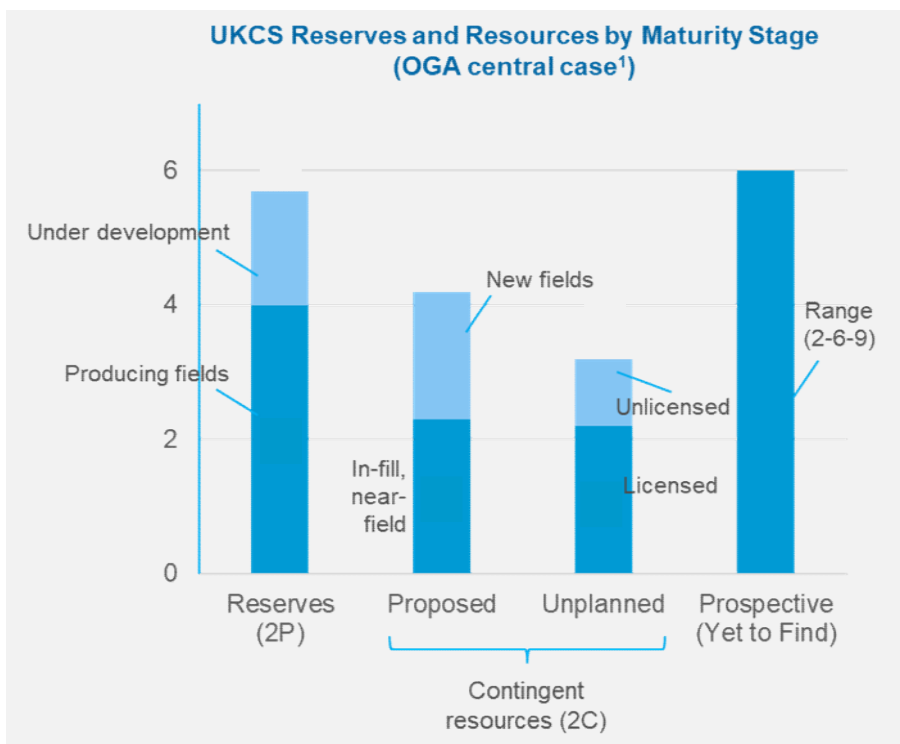 UKCS Reserves and Resources by Maturity Stage
(OGA central case¹)
6
4
2
0
Under development
Producing fields
New fields
In-fill,
near-
field
Unlicensed
Licensed
Range
(2-6-9)
Reserves
(2P)
Proposed
Unplanned
Prospective
(Yet to Find)
Contingent
resources (2C)